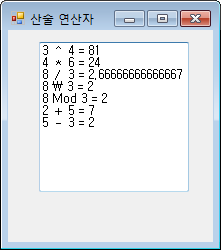 산술 연산자
3 ^ 4 = 81
4 * 6 = 24
8 / 3 = 2,66666666666667
8 ₩ 3 = 2
8 Mod 3 = 2
2 + 5 = 7
5 - 3 = 2